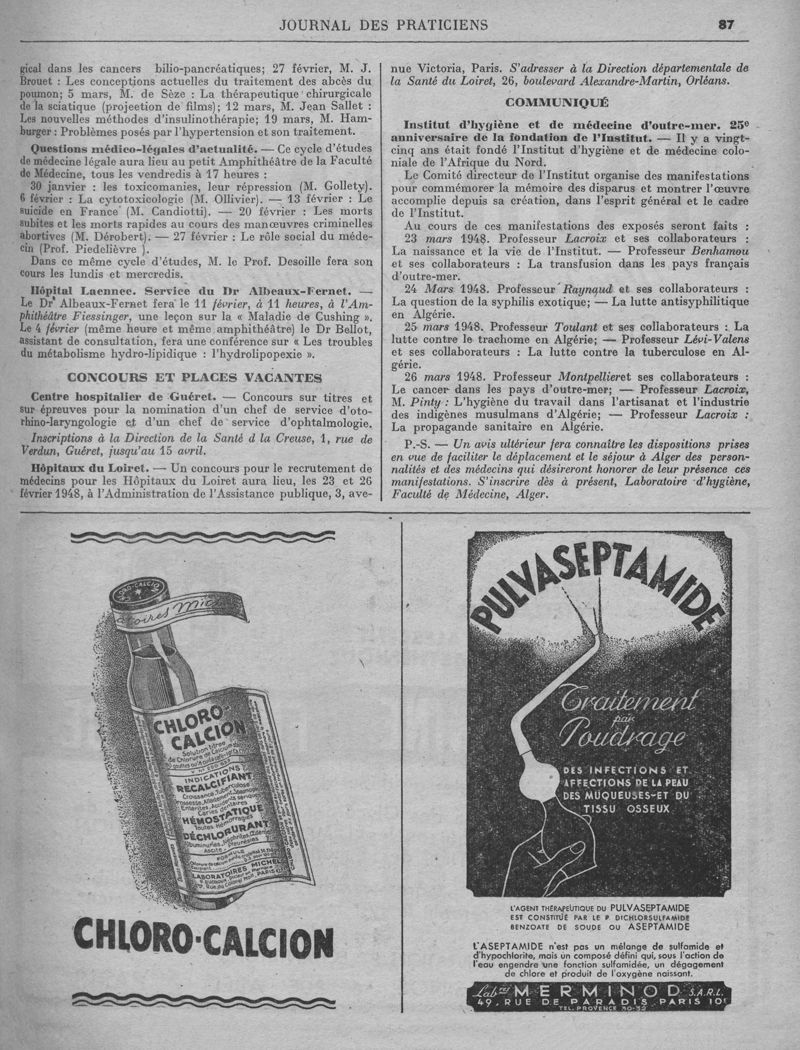 JOURNAL DES PRATICIENS
87
gical dans les cancers bilio-pancréatiques; 27 février, M. J.
Brouet : Les conceptions actuelles du traitement des abcès du
poumon; 5 mars, M. de Sèze : La thérapeutique chirurgicale
de la sciatique (projeetion de films); 12 mars, M. Jean Sallet :
Les nouvelles méthodes d'insulinothérapie; 19 mars, M. Ham-
burger : Problèmes posés par l'hypertension et son traitement.
Questions médico-légales d'actualité. — Ce cycle d'études
de médecine légale aura lieu au petit Amphithéâtre de la Faculté
de Médecine, tous les vendredis à 17 heures :
30 janvier : les toxicomanies, leur répression (M. Gollety).
6 février : La cytotoxicologie (M. Ollivier). — 13 février : Le
suicide en France (M. Candiotti). — 20 février : Les morts
subites et les morts rapides au cours des manœuvres criminelles
abortives (M. Dérobert). — 27 février : Le rôle social du méde-
cin (Prof. Piedelièvre ).
Dans ce même cycle d'études, M. le Prof. Desoille fera son
cours les lundis et mercredis.
Hôpital Laennec. Service du Dr Albeaux-Fernet. —
Le Dr Albeaux-Fernet fera le 11 février, à 11 heures, à l'Am-
phithéâtre Fiessinger, une leçon sur la « Maladie de Cushing ».
Le 4 février (même heure et même amphithéâtre) le Dr Bellot,
assistant de consultation, fera une conférence sur « Les troubles
du métabolisme hydro-lipidique : l'hydrolipopexie ».
CONCOURS ET PLACES VACANTES
Centre hospitalier de Guéret. — Concours sur titres et
sur épreuves pour la nomination d'un chef de service d'oto-
rhino-laryngologie et d'un chef de service d'ophtalmologie.
Inscriptions à la Direction de la Santé d la Creuse, 1, rue de
Verdun, Guéret, jusqu'au 15 avril.
Hôpitaux du Loiret. — Un concours pour le recrutement de
médecins pour les Hôpitaux du Loiret aura lieu, les 23 et 26
février 1948, à l'Administration de l'Assistance publique, 3, ave-
nue Victoria, Paris. S'adresser à la Direction départementale de
la Santé du Loiret, 26, boulevard Alexandre-Martin, Orléans.
COMMUNIQUÉ
Institut d'hygiène et de médecine d'outre-mer. 25e
anniversaire de la fondation de l'Institut. — Il y a vingt-
cinq ans était fondé l'Institut d'hygiène et de médecine colo-
niale de l'Afrique du Nord.
Le Comité directeur de l'Institut organise des manifestations
pour commémorer la mémoire des disparus et montrer l'œuvre
accomplie depuis sa création, dans l'esprit général et le cadre
de l'Institut.
Au cours de ces manifestations des exposés seront faits :
23 mars 1948. Professeur Lacroix et ses collaborateurs :
La naissance et la vie de l'Institut. — Professeur Benhamou
et ses collaborateurs : La transfusion dans les pays français
d'outre-mer.
24 Mars 1948. Professeur Raynaud et ses collaborateurs :
La question de la syphilis exotique; — La lutte antisyphilitique
en Algérie.
25 mars 1948. Professeur Toulant et ses collaborateurs : La
lutte contre le trachome en Algérie; — Professeur Lévi-Valens
et ses collaborateurs : La lutte contre la tuberculose en Al-
gérie.
26 mars 1948. Professeur Montpellieret ses collaborateurs :
Le cancer dans les pays d'outre-mer; — Professeur Lacroix,
M. Pinty : L'hygiène du travail dans l'artisanat et l'industrie
des indigènes musulmans d'Algérie; — Professeur Lacroix :
La propagande sanitaire en Algérie.
P.-S. — Un avis ultérieur fera connaître les dispositions prises
en vue de faciliter le déplacement et le séjour à Alger des person-
nalités et des médecins qui désireront honorer de leur présence ces
manifestations. S'inscrire dès à présent, Laboratoire d'hygiène,
Faculté de Médecine, Alger.
CHLORO-
CALCION
Solution titrée
de Chlorure de Calcium
INDICATIONS
RECALCIFIANT
Croissance, Tuberculose
HÉMOSTATIQUE
Toutes hémorragies
DÉCHLORURANT
FORMULE
LABORATOIRES MICHEL
CHLORO-CALCION
PULVASEPTAMIDE
Traitement
par
Poudrage
DES INFECTIONS ET
AFFECTIONS DE LA PEAU
DES MUQUEUSES ET DU
TISSU OSSEUX
L'AGENT THÉRAPEUTIQUE DU PULVASEPTAMIDE
EST CONSTITUÉ PAR LE P. DICHLORSULFAMIDE
BENZOATE DE SOUDE OU ASEPTAMIDE
L'ASEPTAMIDE n'est pas un mélange de sulfamide et
d'hypochlorite, mais un composé défini qui, sous l'action de
l'eau engendre une fonction sulfamidée, un dégagement
de chlore et produit de l'oxygène naissant.
Labres MERMINOD S.A.R.L.
49, RUE DE PARADIS, PARIS 10e
TEL. PROVENCE